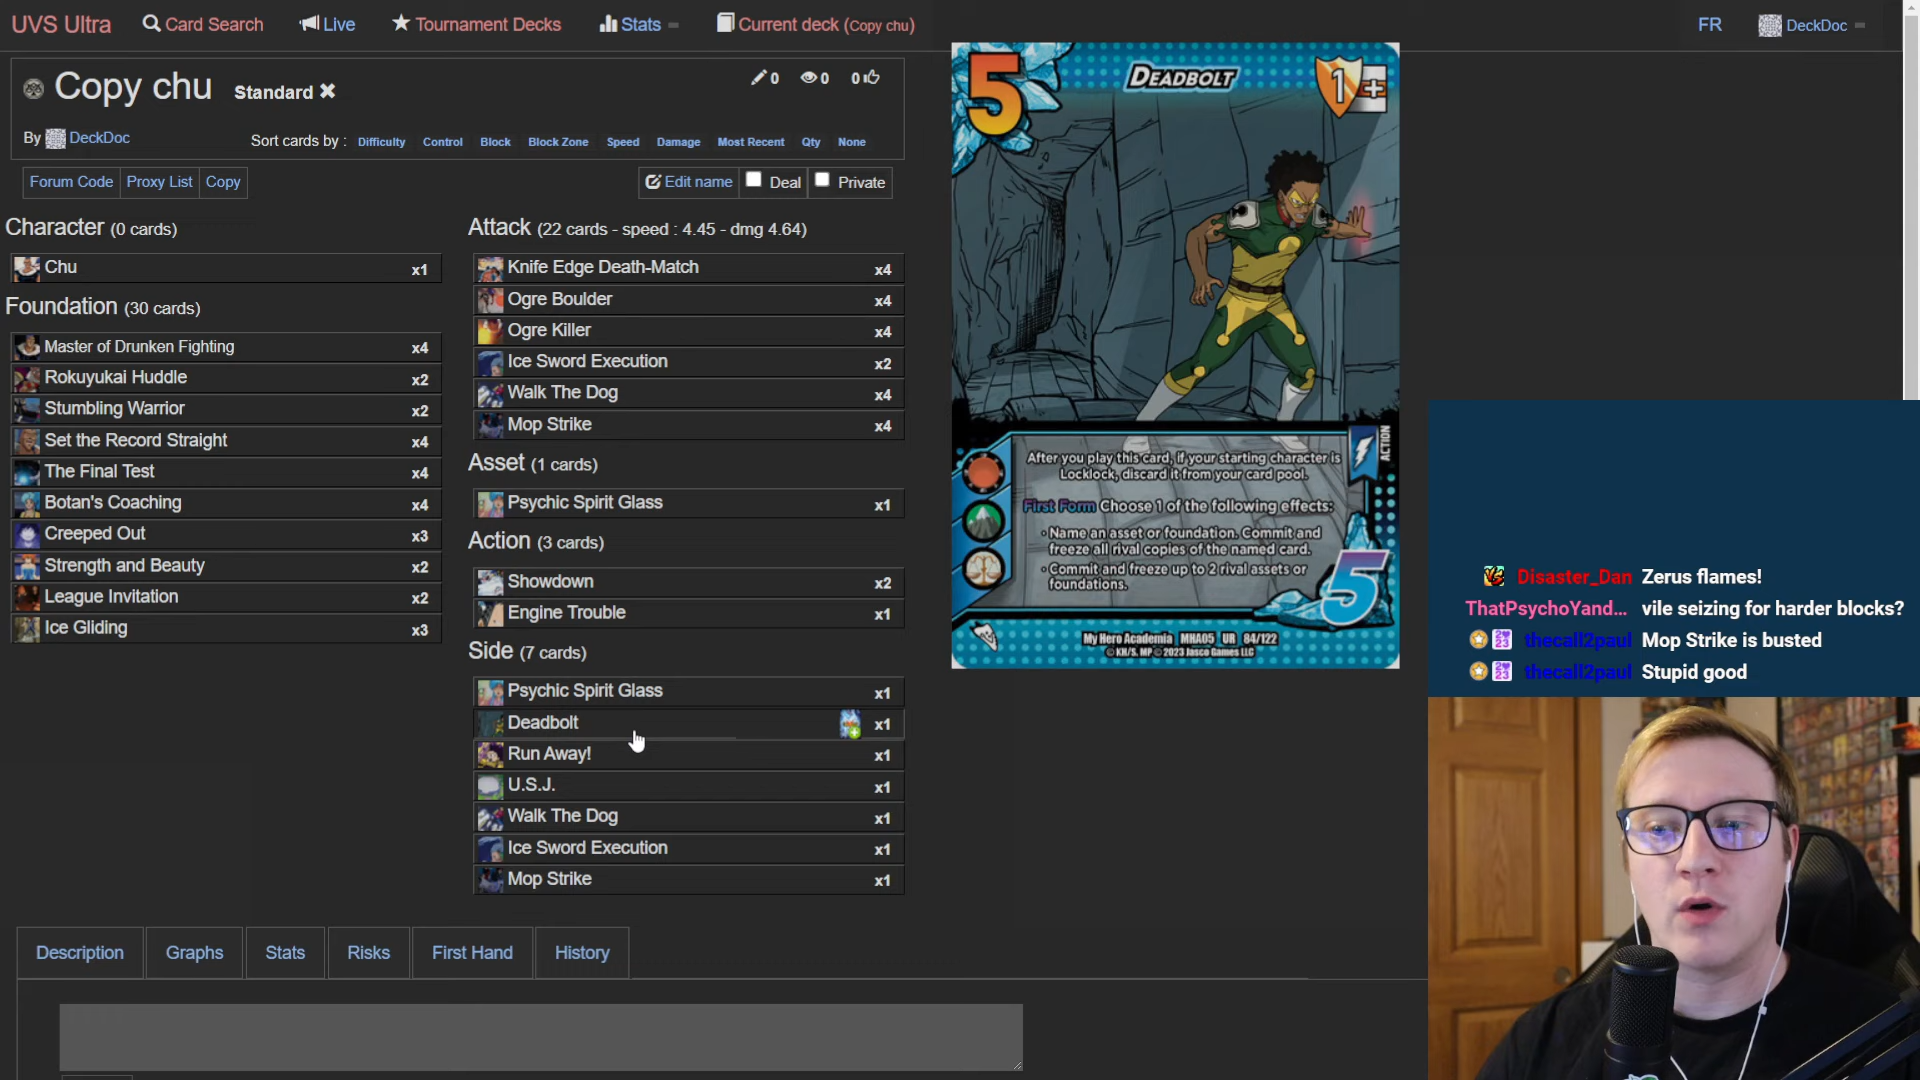 UVS Ultra
Card Search
Live
Tournament Decks
Stats
Current deck (Copy chu)
FR
DeckDoc
Copy chu Standard ✖
0 0 0
By DeckDoc
Sort cards by : Difficulty Control Block Block Zone Speed Damage Most Recent Qty None
Forum Code Proxy List Copy
Edit name Deal Private
Character (0 cards)
Chu x1
Foundation (30 cards)
Master of Drunken Fighting x4
Rokuyukai Huddle x2
Stumbling Warrior x2
Set the Record Straight x4
The Final Test x4
Botan's Coaching x4
Creeped Out x3
Strength and Beauty x2
League Invitation x2
Ice Gliding x3
Attack (22 cards - speed : 4.45 - dmg 4.64)
Knife Edge Death-Match x4
Ogre Boulder x4
Ogre Killer x4
Ice Sword Execution x2
Walk The Dog x4
Mop Strike x4
Asset (1 cards)
Psychic Spirit Glass x1
Action (3 cards)
Showdown x2
Engine Trouble x1
Side (7 cards)
Psychic Spirit Glass x1
Deadbolt x1
Run Away! x1
U.S.J. x1
Walk The Dog x1
Ice Sword Execution x1
Mop Strike x1
Description Graphs Stats Risks First Hand History
5 Deadbolt 1 +
ACTION
After you play this card, if your starting character is
Locklock, discard it from your card pool.
First Form Choose 1 of the following effects:
· Name an asset or foundation. Commit and
freeze all rival copies of the named card.
· Commit and freeze up to 2 rival assets or
foundations.
5
My Hero Academia MHA05 UR 84/122
© KH/S, MP © 2023 Jasco Games LLC
Disaster_Dan Zerus flames!
ThatPsychoYand... vile seizing for harder blocks?
thecall2paul Mop Strike is busted
thecall2paul Stupid good